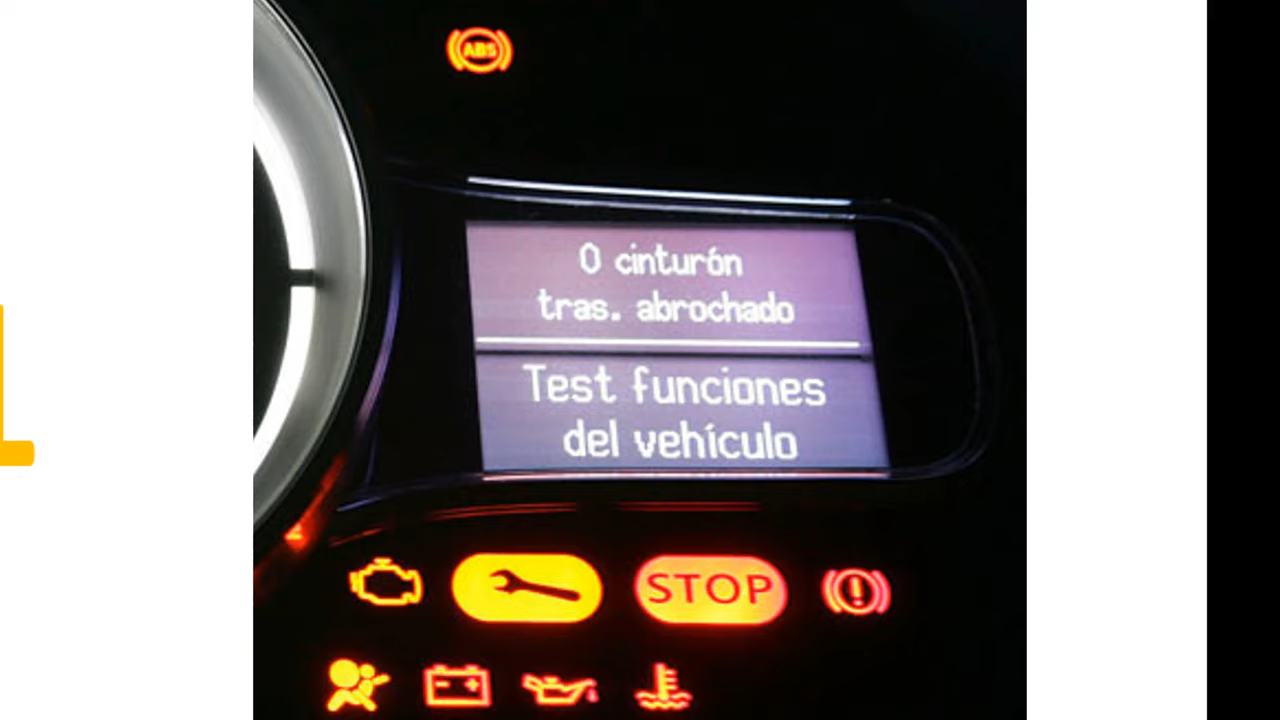 ABS
0 cinturón
tras. abrochado
Test funciones
del vehículo
STOP